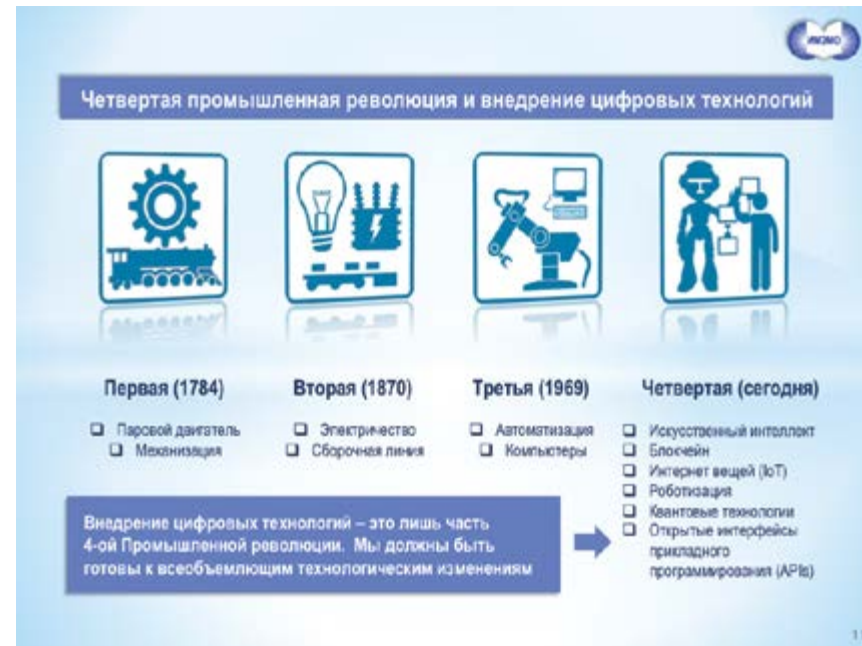 ИМЭМО
Четвертая промышленная революция и внедрение цифровых технологий
Первая (1784)
Паровой двигатель
Механизация
Вторая (1870)
Электричество
Сборочная линия
Третья (1969)
Автоматизация
Компьютеры
Четвертая (сегодня)
Искусственный интеллект
Блокчейн
Интернет вещей (IoT)
Роботизация
Квантовые технологии
Открытые интерфейсы
прикладного
программирования (APIs)
Внедрение цифровых технологий – это лишь часть
4-ой Промышленной революции. Мы должны быть
готовы к всеобъемлющим технологическим изменениям